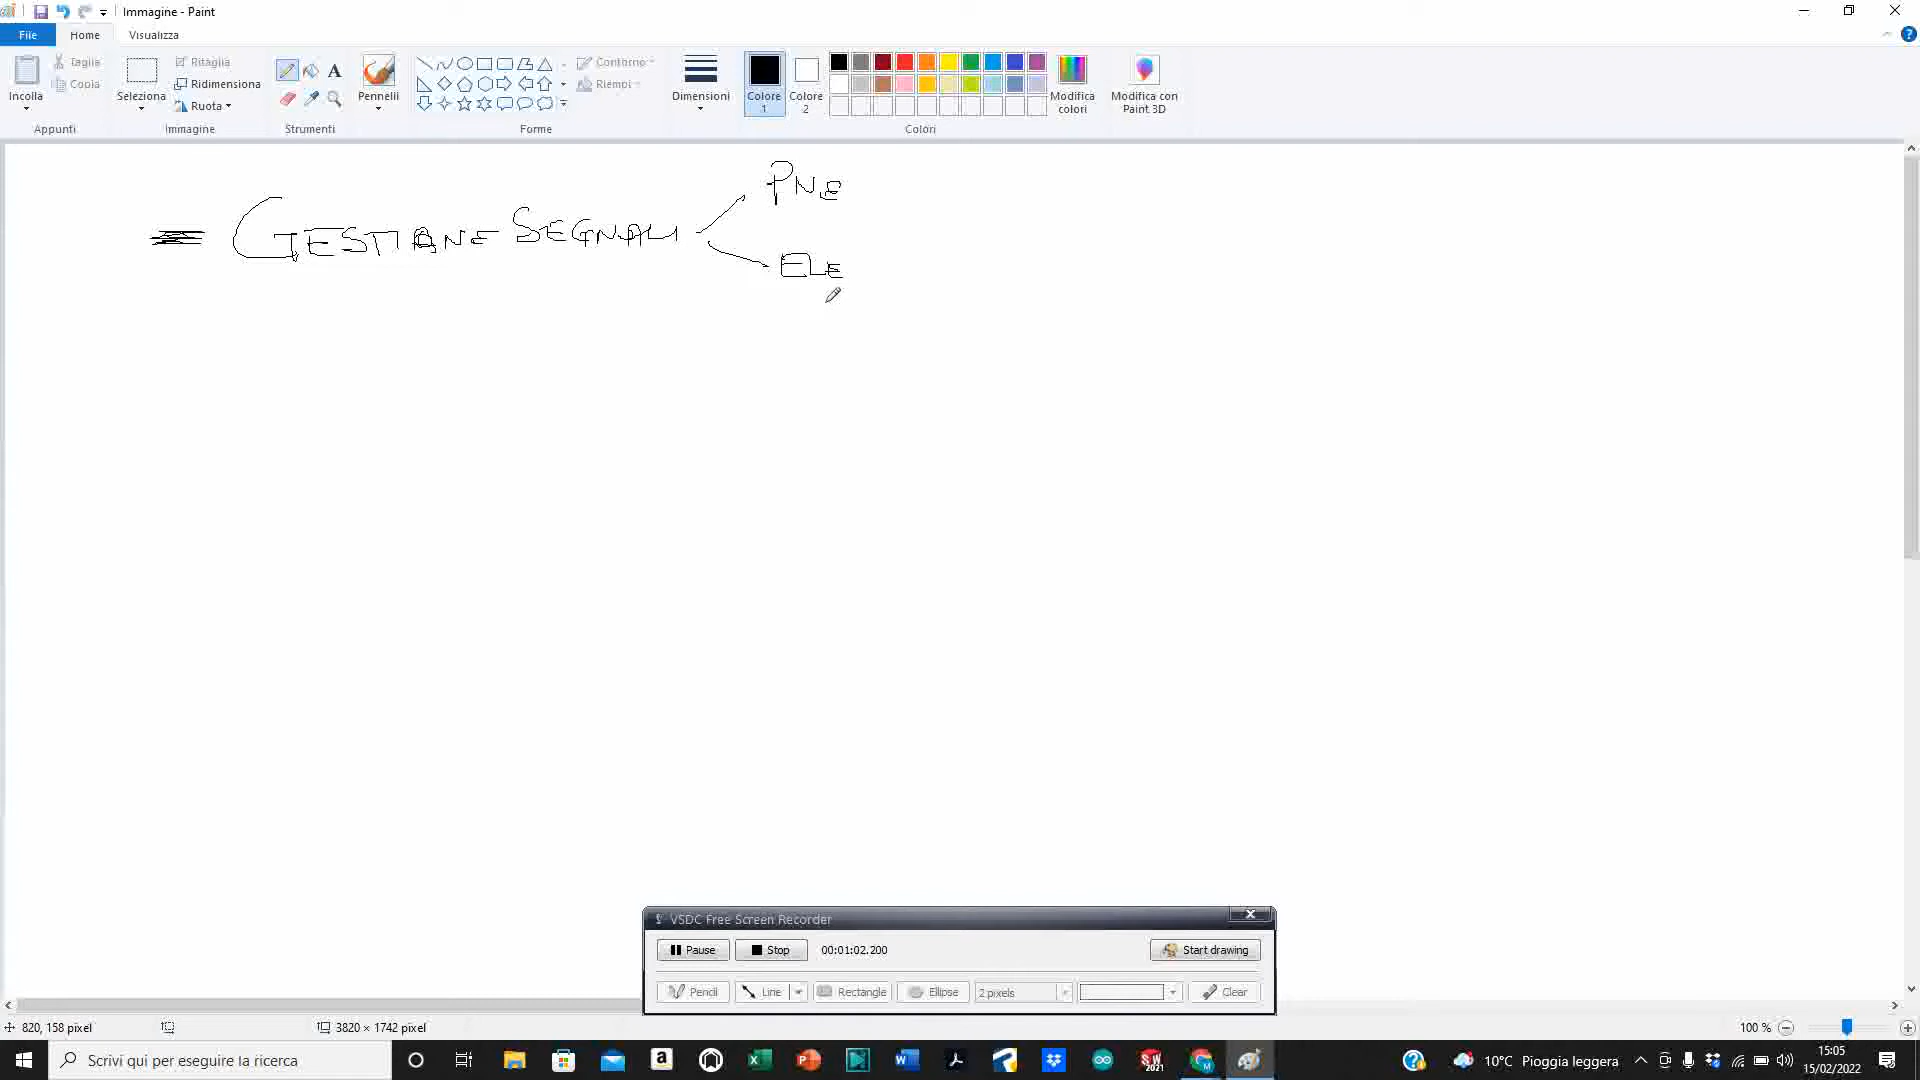 Immagine - Paint
File Home Visualizza
Incolla
Taglia
Copia
Appunti
Seleziona
Ritaglia
Ridimensiona
Ruota
Immagine
A
Strumenti
Pennelli
Contorno
Riempi
Forme
Dimensioni
Colore 1
Colore 2
Modifica colori
Modifica con Paint 3D
Colori
PNE
GESTIONE SEGNALI
ELE
VSDC Free Screen Recorder
Pause Stop 00:01:02.200 Start drawing
Pencil Line Rectangle Ellipse 2 pixels Clear
820, 158 pixel 3820 × 1742 pixel 100 %
Scrivi qui per eseguire la ricerca
10°C Pioggia leggera
15:05
15/02/2022